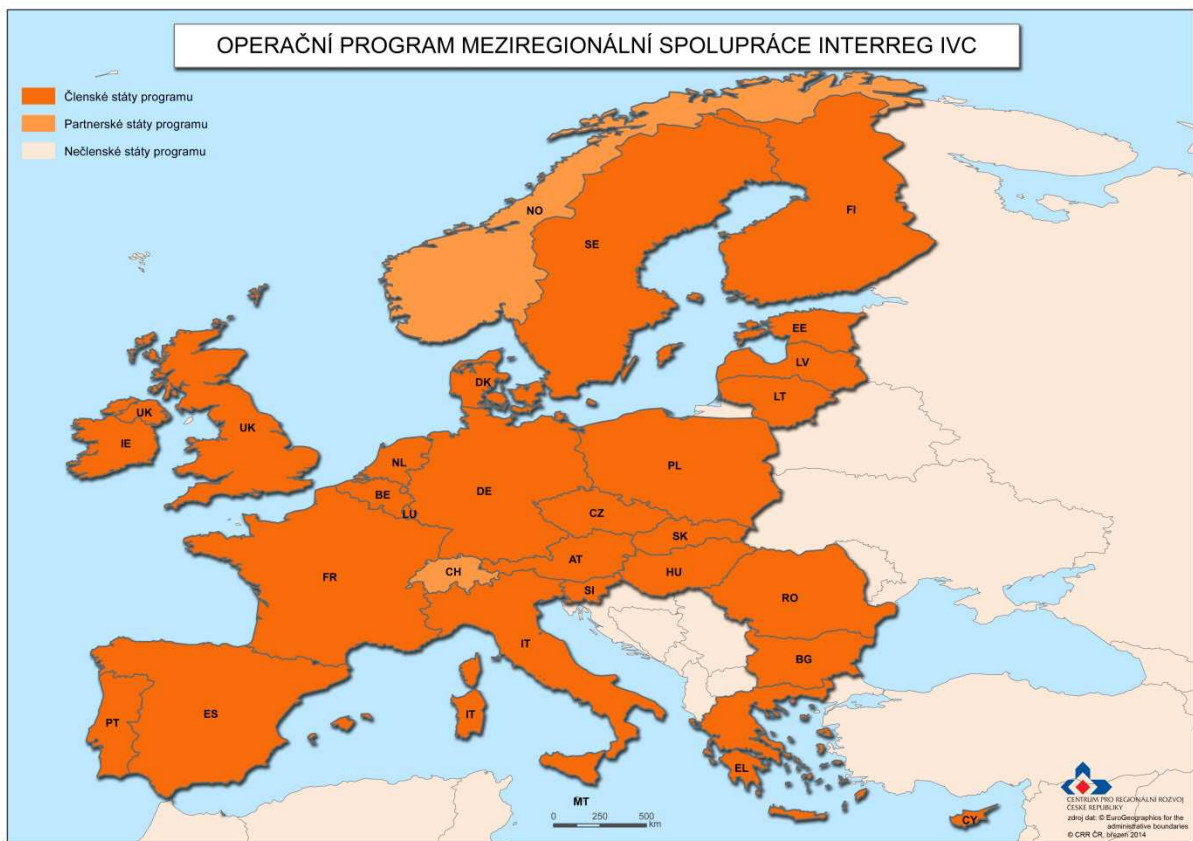 OPERAČNÍ PROGRAM MEZIREGIONÁLNÍ SPOLUPRÁCE INTERREG IVC
Členské státy programu
Partnerské státy programu
Nečlenské státy programu
NO
FI
SE
EE
LV
DK
LT
UK
UK
IE
NL
PL
DE
BE
LU
CZ
SK
AT
CH
HU
FR
SI
RO
IT
BG
ES
IT
PT
EL
MT
CY
0 250 500
km
CENTRUM PRO REGIONÁLNÍ ROZVOJ
ČESKÉ REPUBLIKY
zdroj dat: © EuroGeographics for the
administrative boundaries
© CRR ČR, březen 2014